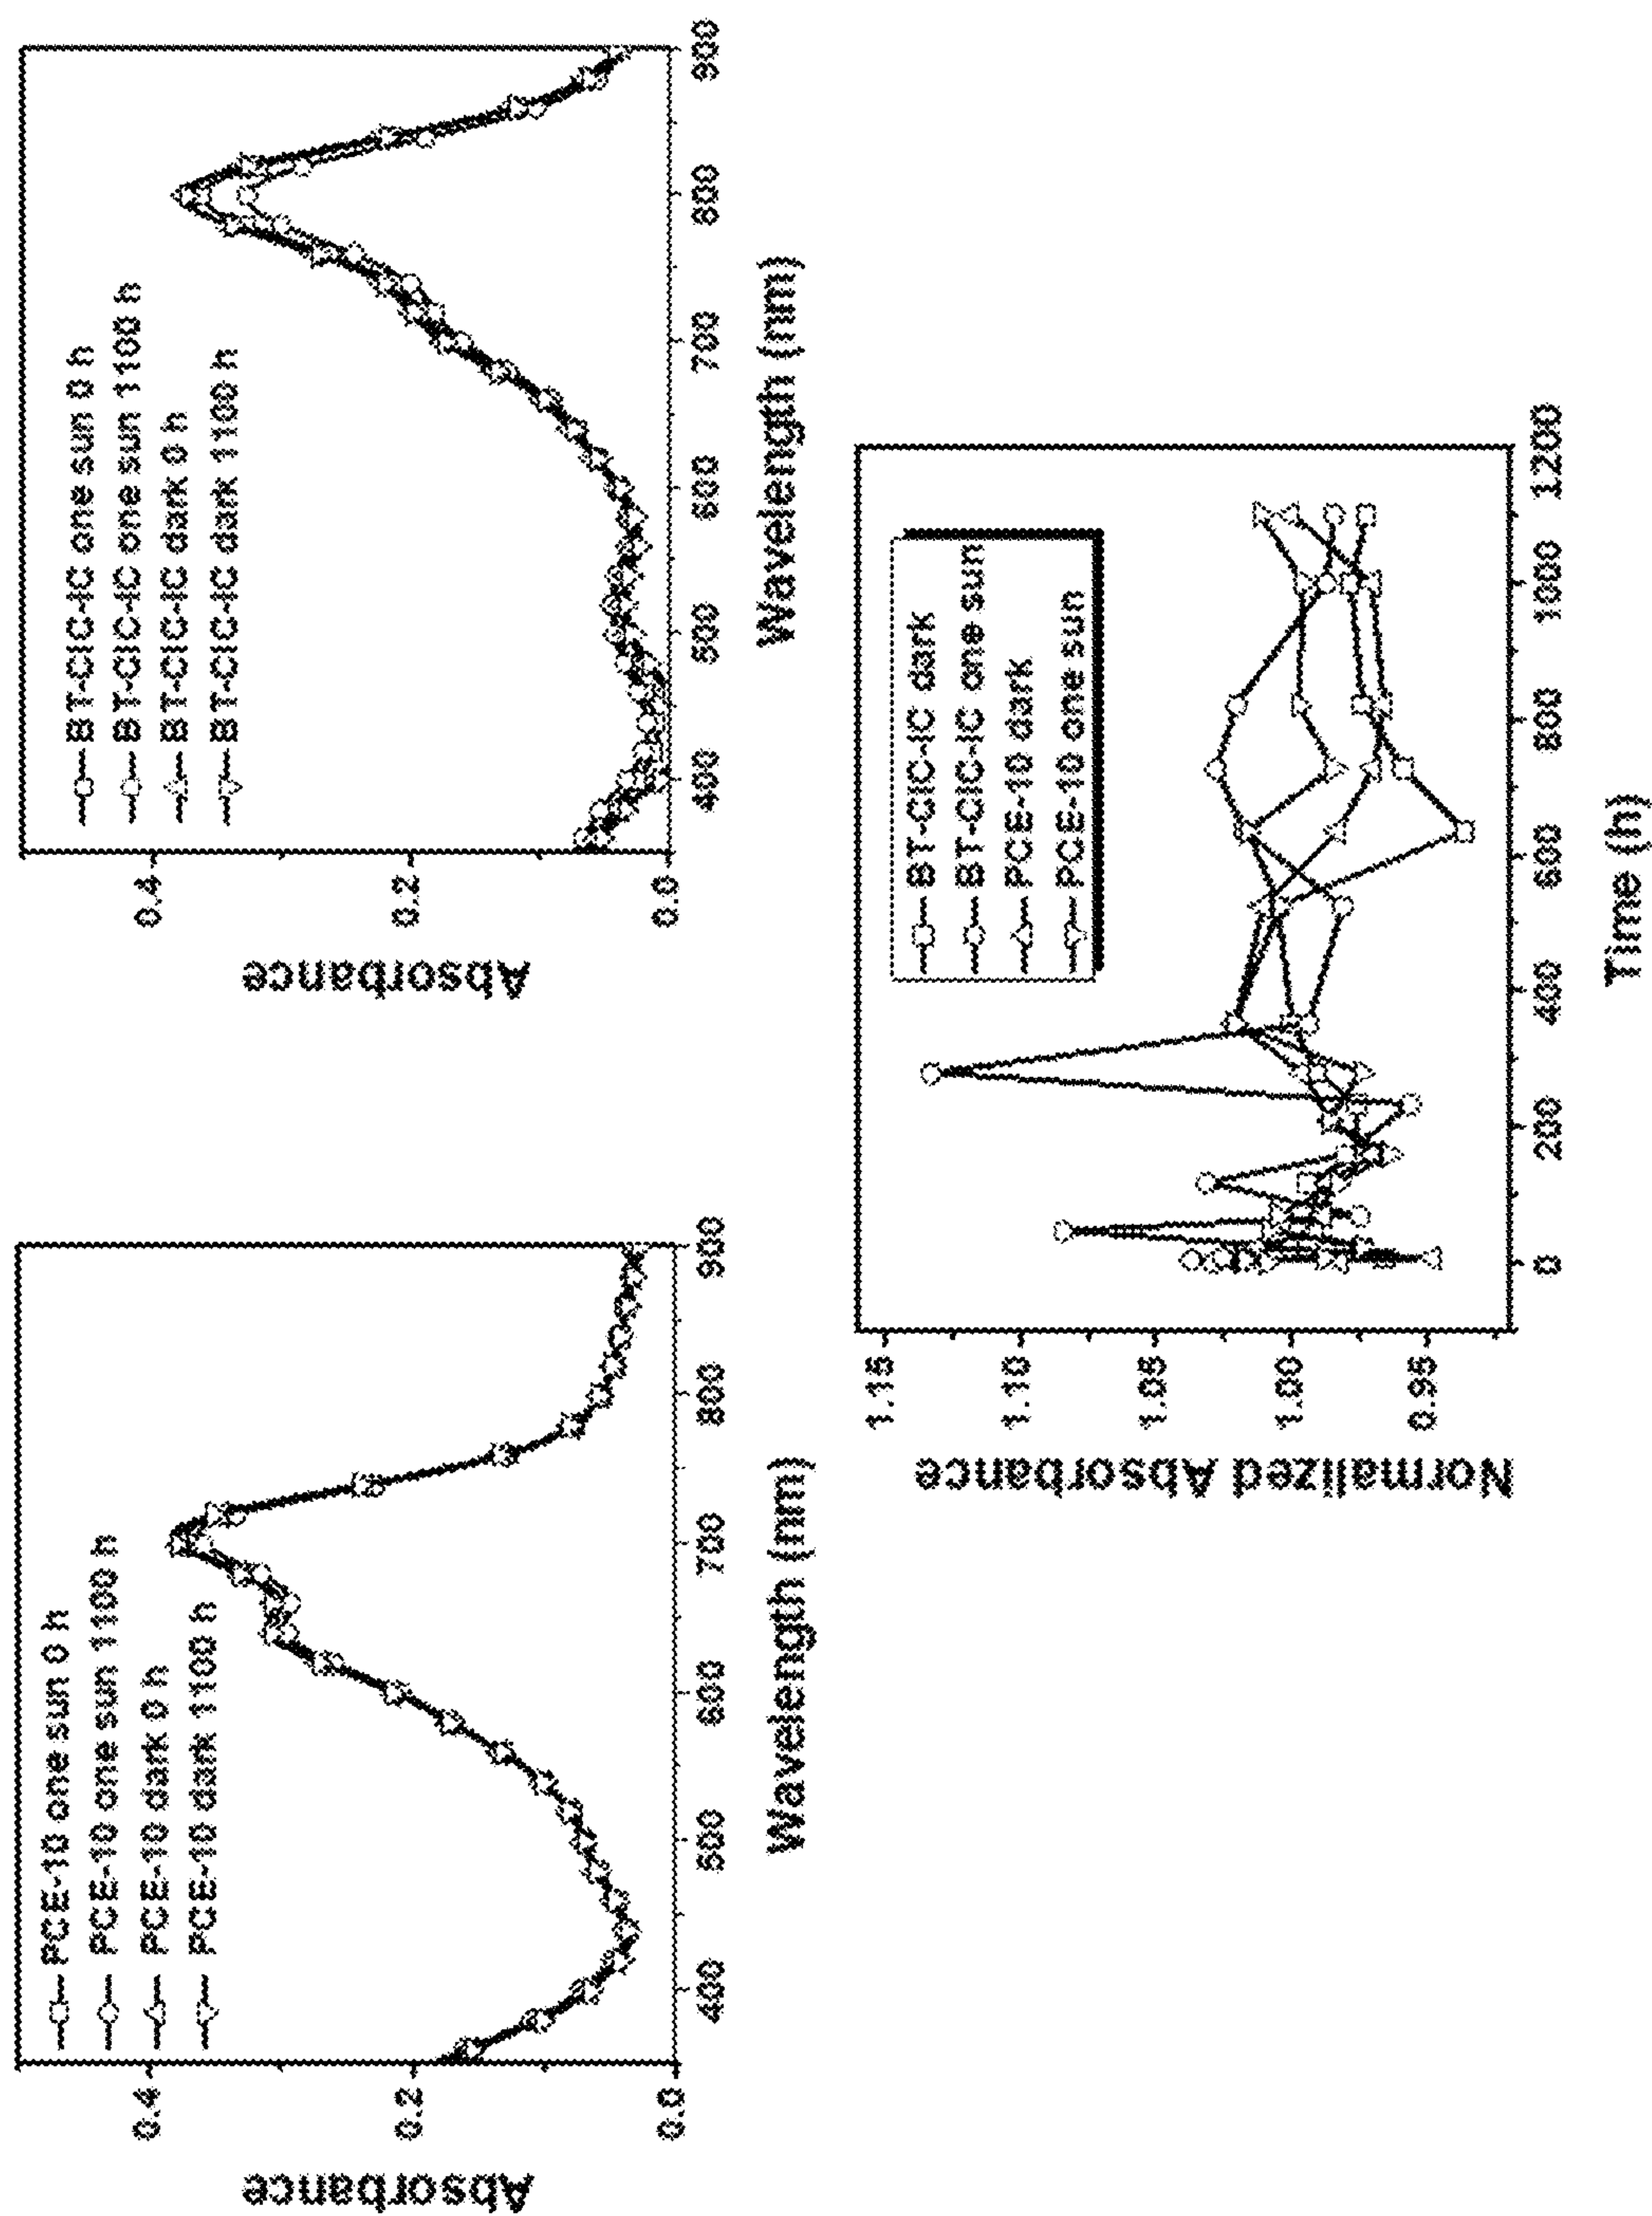 PCE-10 one sun 0 h
PCE-10 one sun 1100 h
PCE-10 dark 0 h
PCE-10 dark 1100 h
0.4
0.2
0.0
Absorbance
400 500 600 700 800 900
Wavelength (nm)
BT-CIC-IC one sun 0 h
BT-CIC-IC one sun 1100 h
BT-CIC-IC dark 0 h
BT-CIC-IC dark 1100 h
0.4
0.2
0.0
Absorbance
400 500 600 700 800 900
Wavelength (nm)
BT-CIC-IC dark
BT-CIC-IC one sun
PCE-10 dark
PCE-10 one sun
1.15
1.10
1.05
1.00
0.95
Normalized Absorbance
0 200 400 600 800 1000 1200
Time (h)